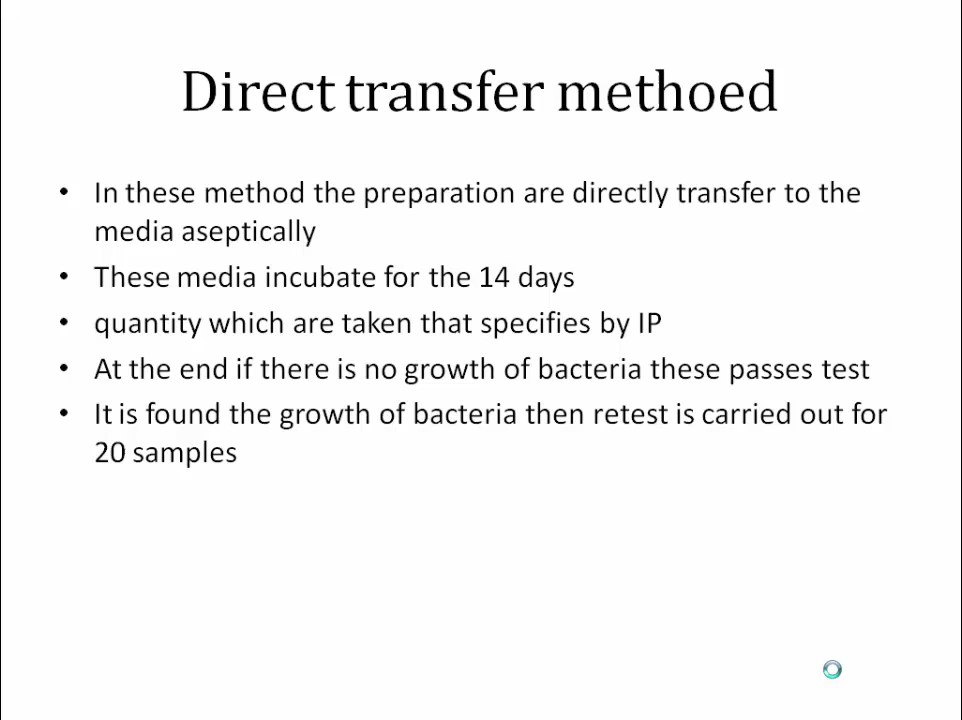 Direct transfer methoed
• In these method the preparation are directly transfer to the
media aseptically
• These media incubate for the 14 days
• quantity which are taken that specifies by IP
• At the end if there is no growth of bacteria these passes test
• It is found the growth of bacteria then retest is carried out for
20 samples